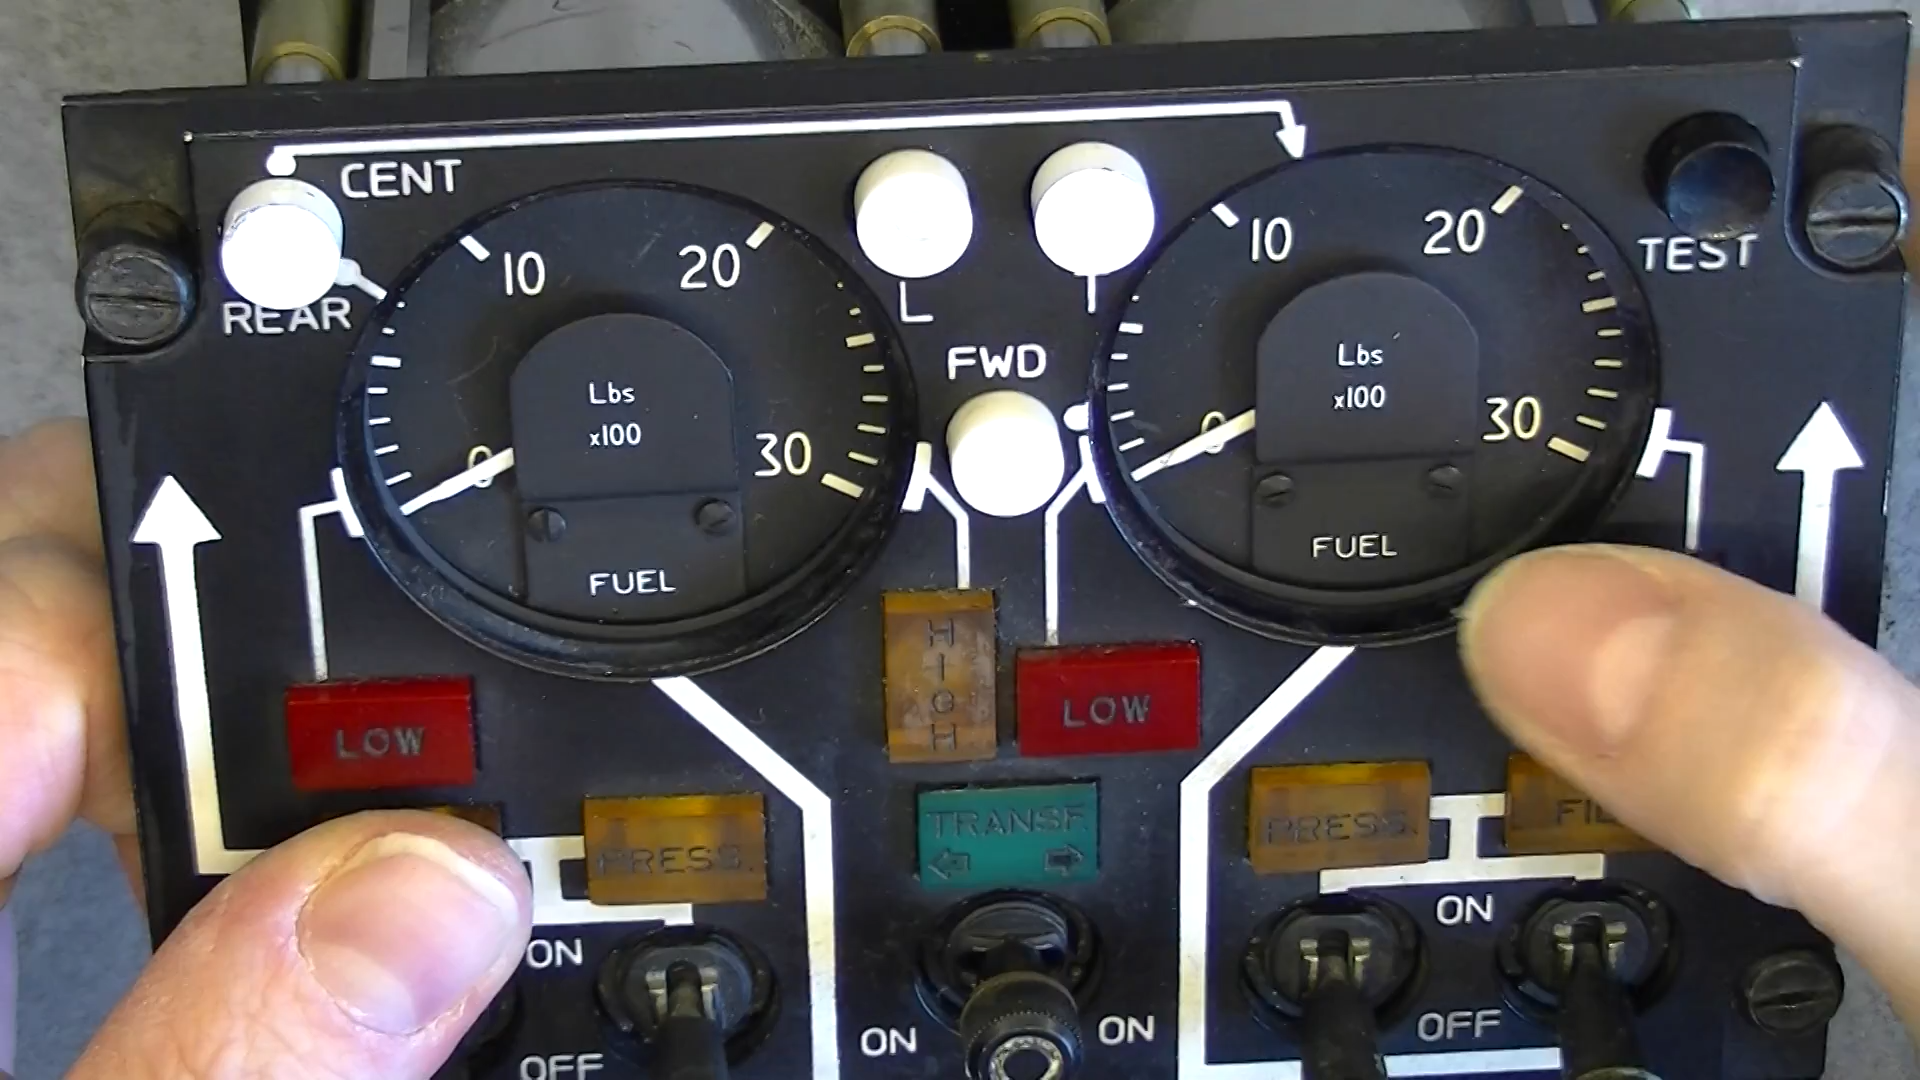 CENT
REAR
L
FWD
TEST
10
20
0
30
Lbs
x100
FUEL
10
20
0
30
Lbs
x100
FUEL
LOW
HIGH
LOW
PRESS.
TRANSF.
PRESS.
FIL
ON
OFF
ON
ON
ON
OFF